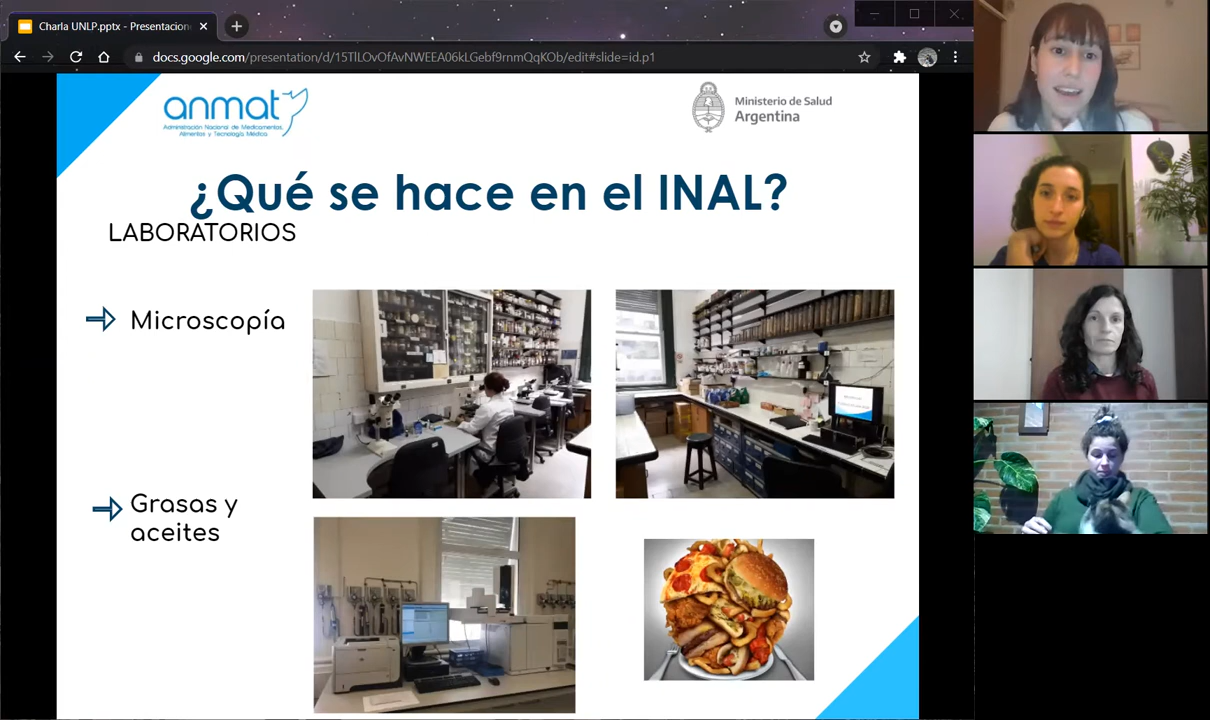 Charla UNLP.pptx - Presentacion
docs.google.com/presentation/d/15TlLOvOfAvNWEEA06kLGebf9rnmQqKOb/edit#slide=id.p1
anmat
Administración Nacional de Medicamentos,
Alimentos y Tecnología Médica
Ministerio de Salud
Argentina
¿Qué se hace en el INAL?
LABORATORIOS
Microscopía
Grasas y
aceites